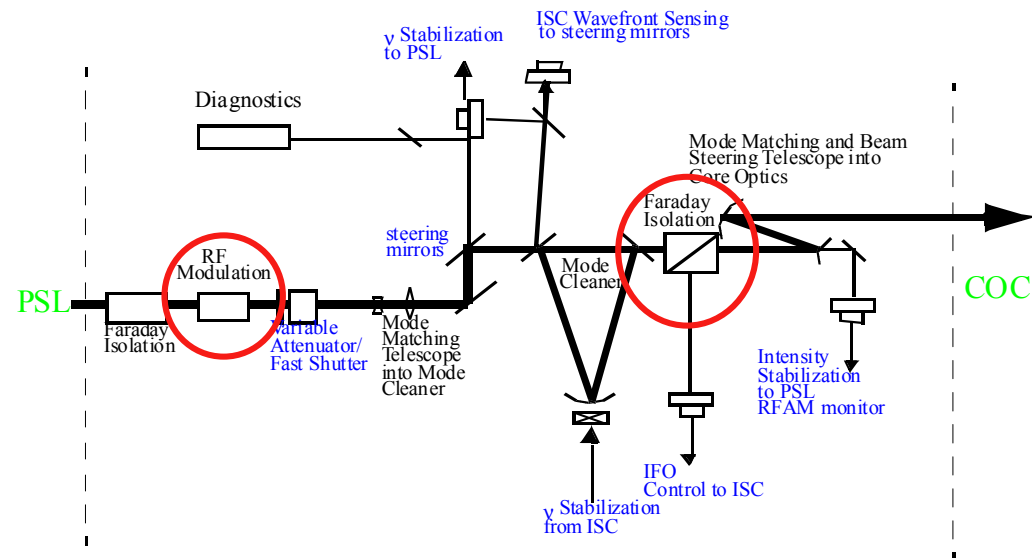 ISC Wavefront Sensing
to steering mirrors
ν Stabilization
to PSL
Diagnostics
Mode Matching and Beam
Steering Telescope into
Core Optics
Faraday
Isolation
steering
mirrors
RF
Modulation
Mode
Cleaner
PSL
COC
Faraday
Isolation
Variable
Attenuator/
Fast Shutter
Mode
Matching
Telescope
into Mode
Cleaner
Intensity
Stabilization
to PSL
RFAM monitor
IFO
Control to ISC
ν Stabilization
from ISC